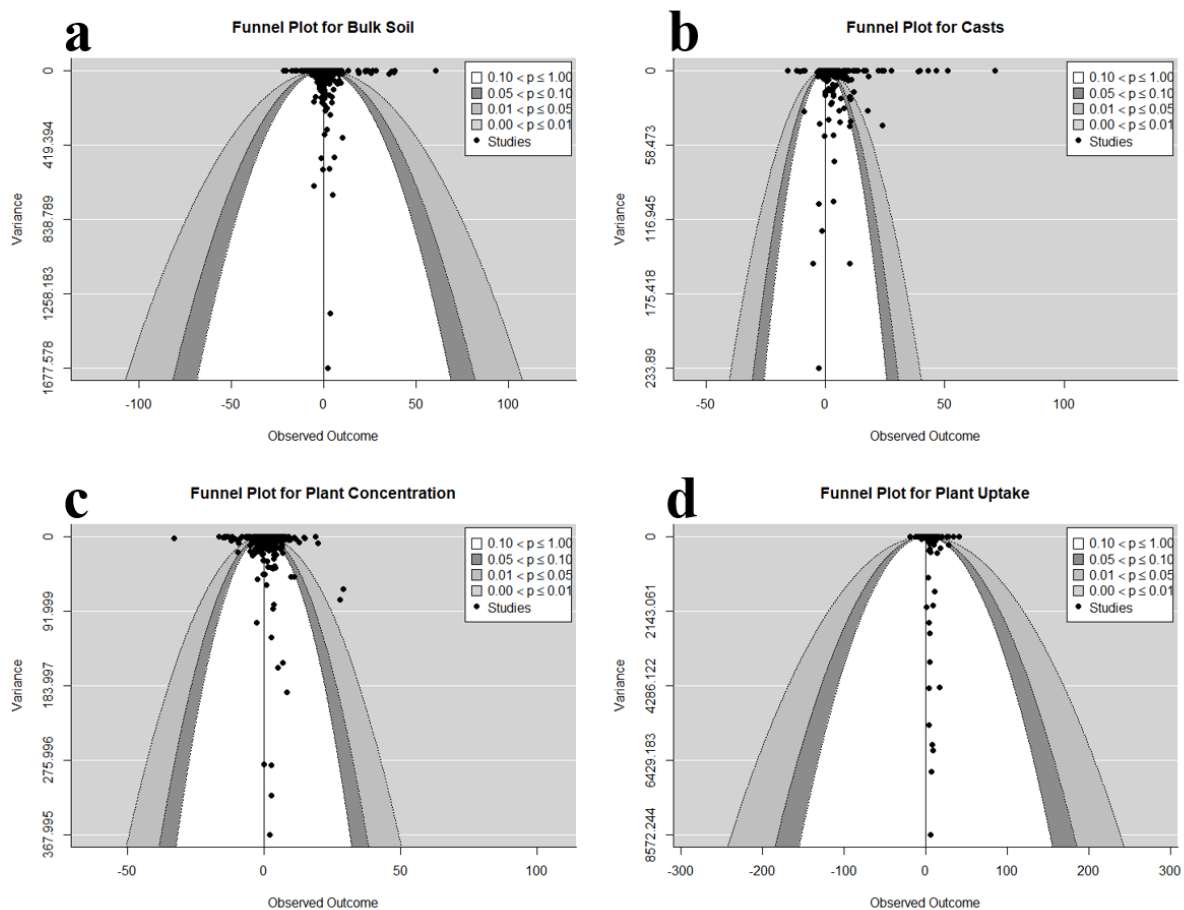 a
Funnel Plot for Bulk Soil
0.10 < p ≤ 1.00
0.05 < p ≤ 0.10
0.01 < p ≤ 0.05
0.00 < p ≤ 0.01
Studies
Variance
0
419.394
838.789
1258.183
1677.578
-100
-50
0
50
100
Observed Outcome
b
Funnel Plot for Casts
0.10 < p ≤ 1.00
0.05 < p ≤ 0.10
0.01 < p ≤ 0.05
0.00 < p ≤ 0.01
Studies
Variance
0
58.473
116.945
175.418
233.89
-50
0
50
100
Observed Outcome
c
Funnel Plot for Plant Concentration
0.10 < p ≤ 1.00
0.05 < p ≤ 0.10
0.01 < p ≤ 0.05
0.00 < p ≤ 0.01
Studies
Variance
0
91.999
183.997
275.996
367.995
-50
0
50
100
Observed Outcome
d
Funnel Plot for Plant Uptake
0.10 < p ≤ 1.00
0.05 < p ≤ 0.10
0.01 < p ≤ 0.05
0.00 < p ≤ 0.01
Studies
Variance
0
2143.061
4286.122
6429.183
8572.244
-300
-200
-100
0
100
200
300
Observed Outcome